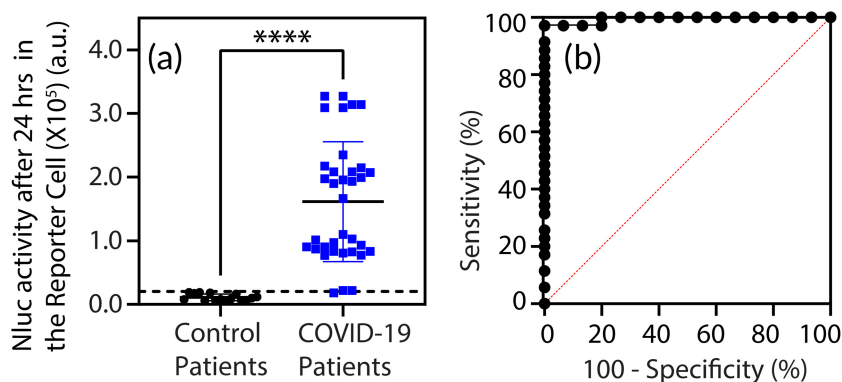 Nluc activity after 24 hrs in
the Reporter Cell (X10⁵) (a.u.)
4.0
3.0
2.0
1.0
0.0
(a)
****
Control
Patients
COVID-19
Patients
Sensitivity (%)
100
80
60
40
20
0
(b)
0 20 40 60 80 100
100 - Specificity (%)